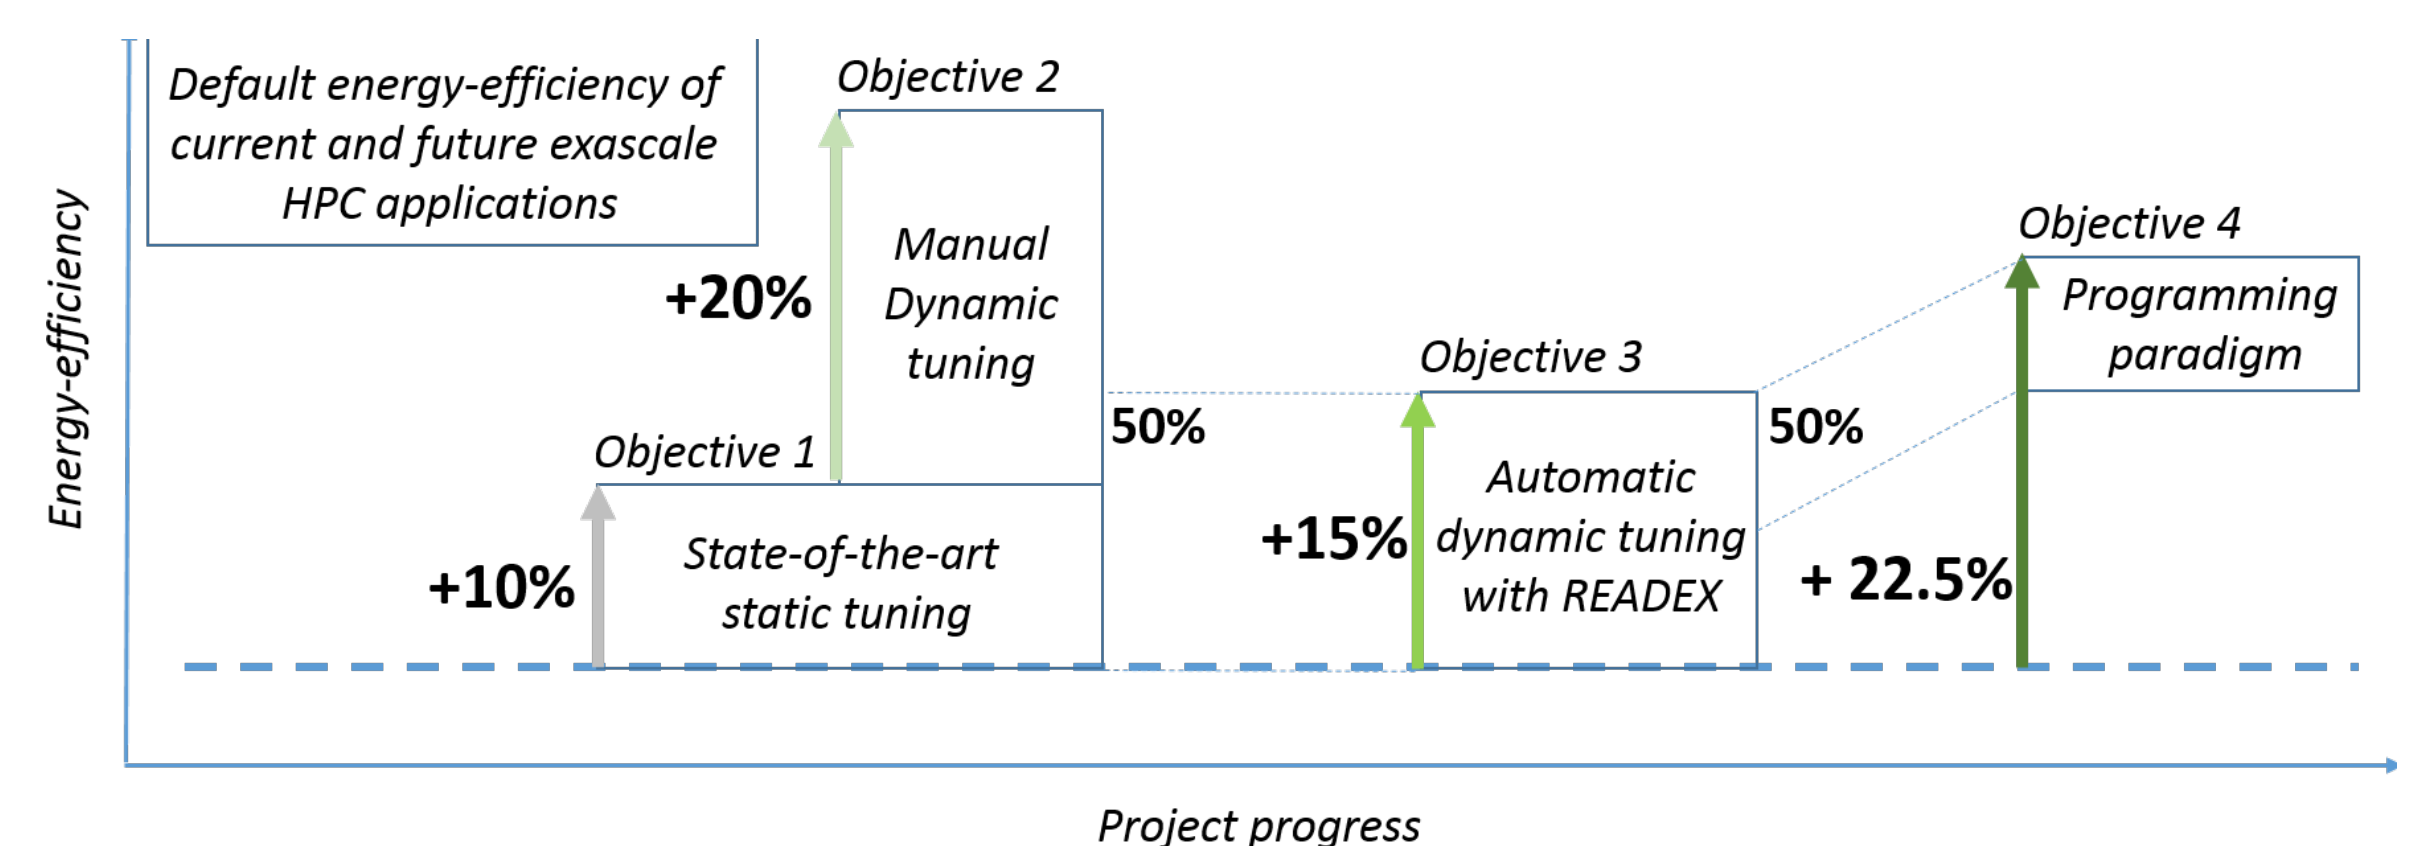 Default energy-efficiency of
current and future exascale
HPC applications
Energy-efficiency
Objective 2
+20%
Manual
Dynamic
tuning
Objective 1
+10%
State-of-the-art
static tuning
50%
Objective 3
+15%
Automatic
dynamic tuning
with READEX
50%
Objective 4
+ 22.5%
Programming
paradigm
Project progress